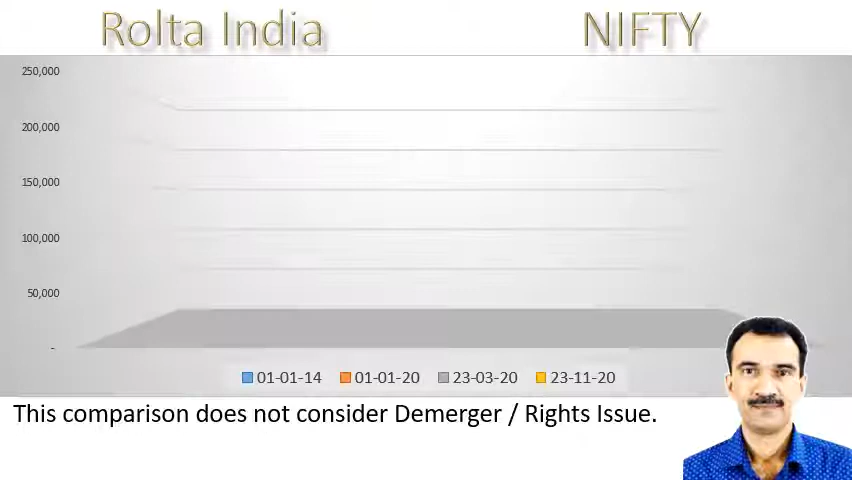 Rolta India NIFTY
250,000
200,000
150,000
100,000
50,000
-
01-01-14 01-01-20 23-03-20 23-11-20
This comparison does not consider Demerger / Rights Issue.